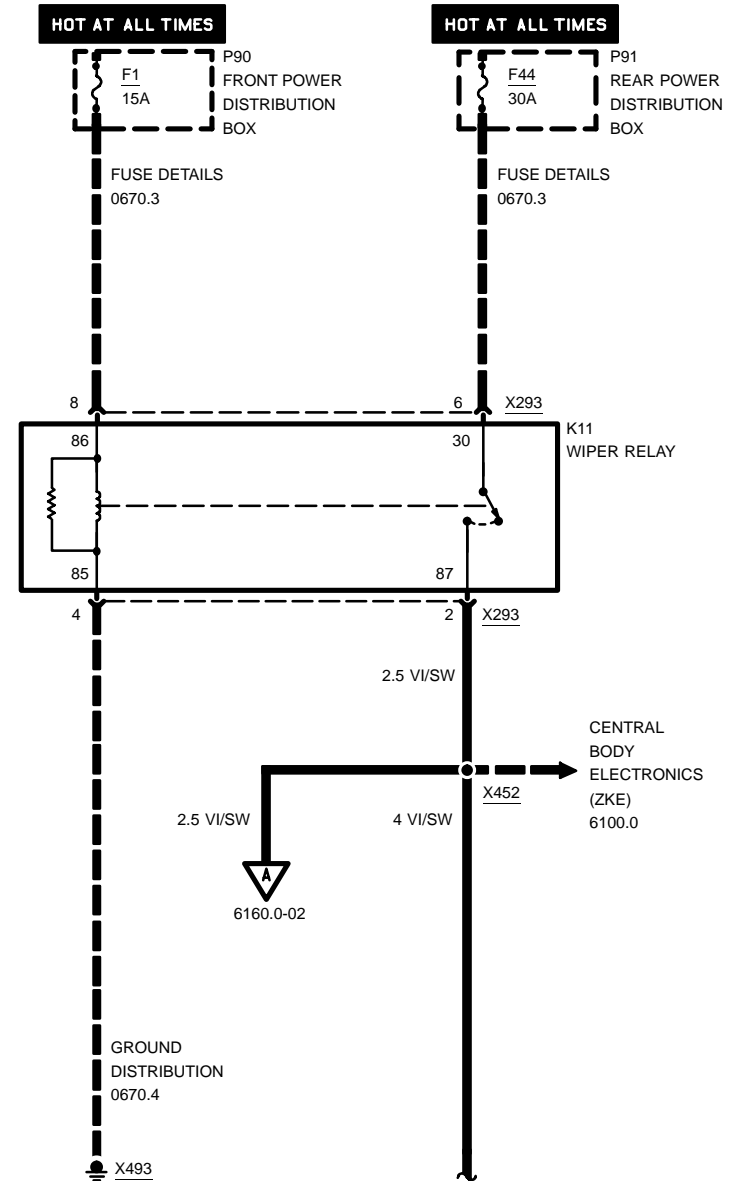 HOT AT ALL TIMES
HOT AT ALL TIMES
F1
15A
P90
FRONT POWER
DISTRIBUTION
BOX
F44
30A
P91
REAR POWER
DISTRIBUTION
BOX
FUSE DETAILS
0670.3
FUSE DETAILS
0670.3
8
6
X293
K11
WIPER RELAY
86
30
85
87
4
2
X293
2.5 VI/SW
CENTRAL
BODY
ELECTRONICS
(ZKE)
6100.0
X452
2.5 VI/SW
4 VI/SW
A
6160.0-02
GROUND
DISTRIBUTION
0670.4
X493